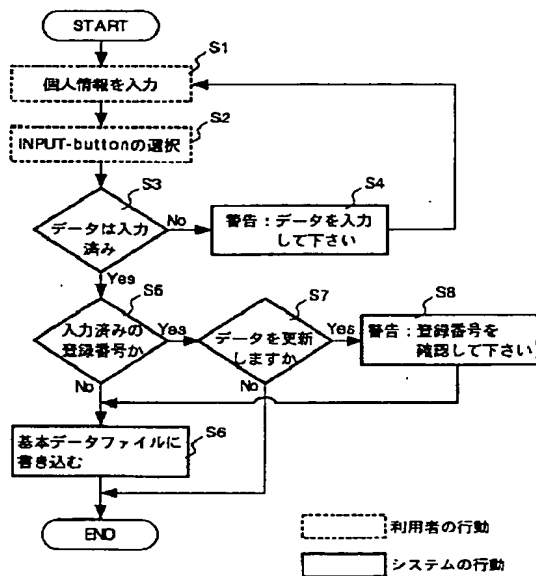 START
S1
個人情報を入力
S2
INPUT-buttonの選択
S3
データは入力
済み
No
S4
警告：データを入力
して下さい
Yes
S5
入力済みの
登録番号か
Yes
S7
データを更新
しますか
Yes
S8
警告：登録番号を
確認して下さい
No
No
S6
基本データファイルに
書き込む
END
利用者の行動
システムの行動